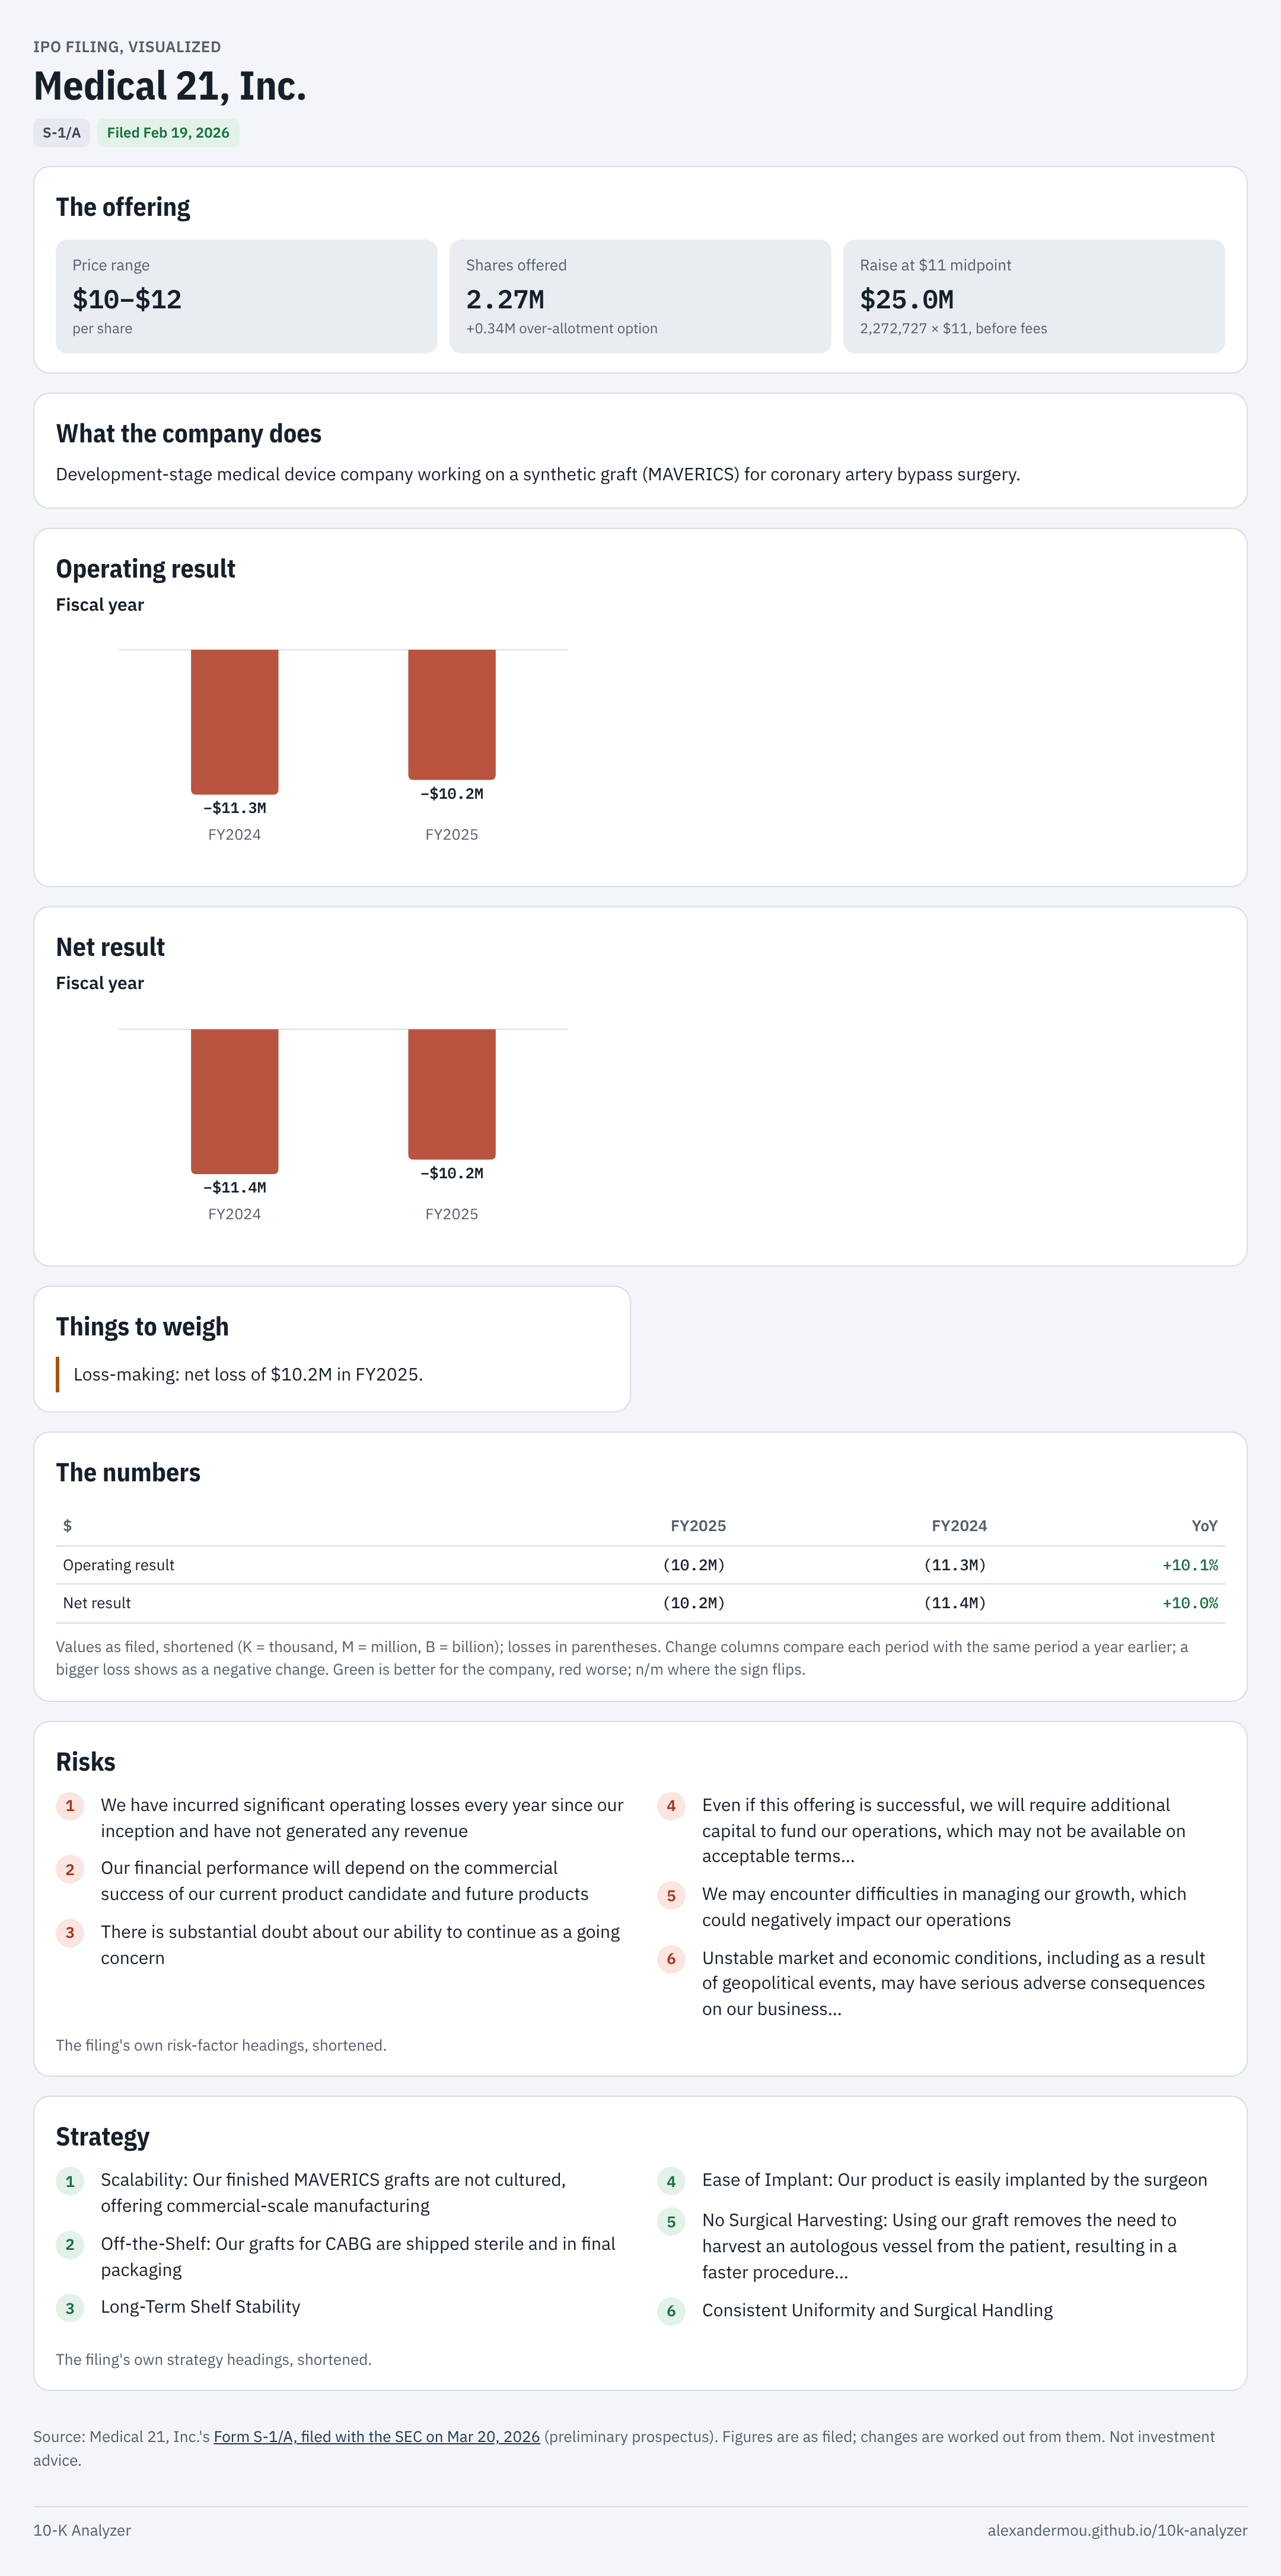 IPO FILING, VISUALIZED
Medical 21, Inc.
S-1/A
Filed Feb 19, 2026
The offering
Price range
$10–$12
per share
Shares offered
2.27M
+0.34M over-allotment option
Raise at $11 midpoint
$25.0M
2,272,727 × $11, before fees
What the company does
Development-stage medical device company working on a synthetic graft (MAVERICS) for coronary artery bypass surgery.
Operating result
Fiscal year
−$11.3M
−$10.2M
FY2024
FY2025
Net result
Fiscal year
−$11.4M
−$10.2M
FY2024
FY2025
Things to weigh
Loss-making: net loss of $10.2M in FY2025.
The numbers
$ FY2025 FY2024 YoY
Operating result (10.2M) (11.3M) +10.1%
Net result (10.2M) (11.4M) +10.0%
Values as filed, shortened (K = thousand, M = million, B = billion); losses in parentheses. Change columns compare each period with the same period a year earlier; a
bigger loss shows as a negative change. Green is better for the company, red worse; n/m where the sign flips.
Risks
1 We have incurred significant operating losses every year since our
inception and have not generated any revenue
2 Our financial performance will depend on the commercial
success of our current product candidate and future products
3 There is substantial doubt about our ability to continue as a going
concern
4 Even if this offering is successful, we will require additional
capital to fund our operations, which may not be available on
acceptable terms…
5 We may encounter difficulties in managing our growth, which
could negatively impact our operations
6 Unstable market and economic conditions, including as a result
of geopolitical events, may have serious adverse consequences
on our business…
The filing's own risk-factor headings, shortened.
Strategy
1 Scalability: Our finished MAVERICS grafts are not cultured,
offering commercial-scale manufacturing
2 Off-the-Shelf: Our grafts for CABG are shipped sterile and in final
packaging
3 Long-Term Shelf Stability
4 Ease of Implant: Our product is easily implanted by the surgeon
5 No Surgical Harvesting: Using our graft removes the need to
harvest an autologous vessel from the patient, resulting in a
faster procedure…
6 Consistent Uniformity and Surgical Handling
The filing's own strategy headings, shortened.
Source: Medical 21, Inc.'s Form S-1/A, filed with the SEC on Mar 20, 2026 (preliminary prospectus). Figures are as filed; changes are worked out from them. Not investment
advice.
10-K Analyzer
alexandermou.github.io/10k-analyzer